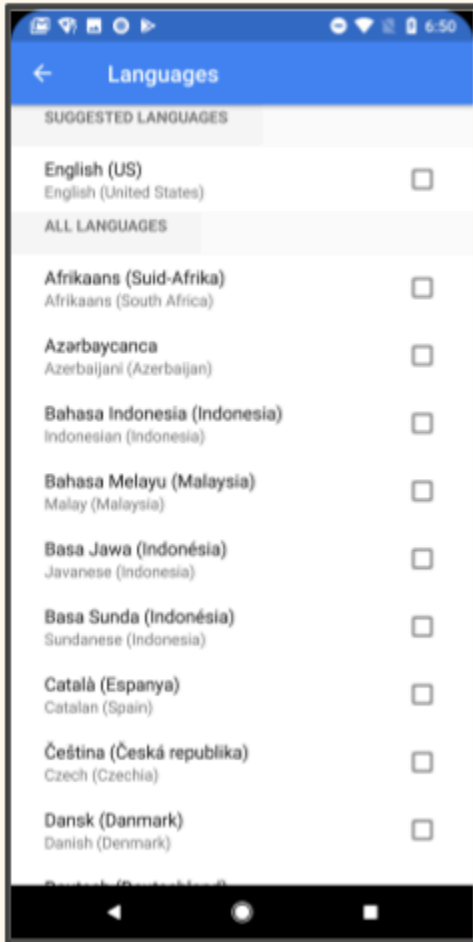 6:50
Languages
SUGGESTED LANGUAGES
English (US)
English (United States)
ALL LANGUAGES
Afrikaans (Suid-Afrika)
Afrikaans (South Africa)
Azərbaycanca
Azerbaijani (Azerbaijan)
Bahasa Indonesia (Indonesia)
Indonesian (Indonesia)
Bahasa Melayu (Malaysia)
Malay (Malaysia)
Basa Jawa (Indonésia)
Javanese (Indonesia)
Basa Sunda (Indonésia)
Sundanese (Indonesia)
Català (Espanya)
Catalan (Spain)
Čeština (Česká republika)
Czech (Czechia)
Dansk (Danmark)
Danish (Denmark)